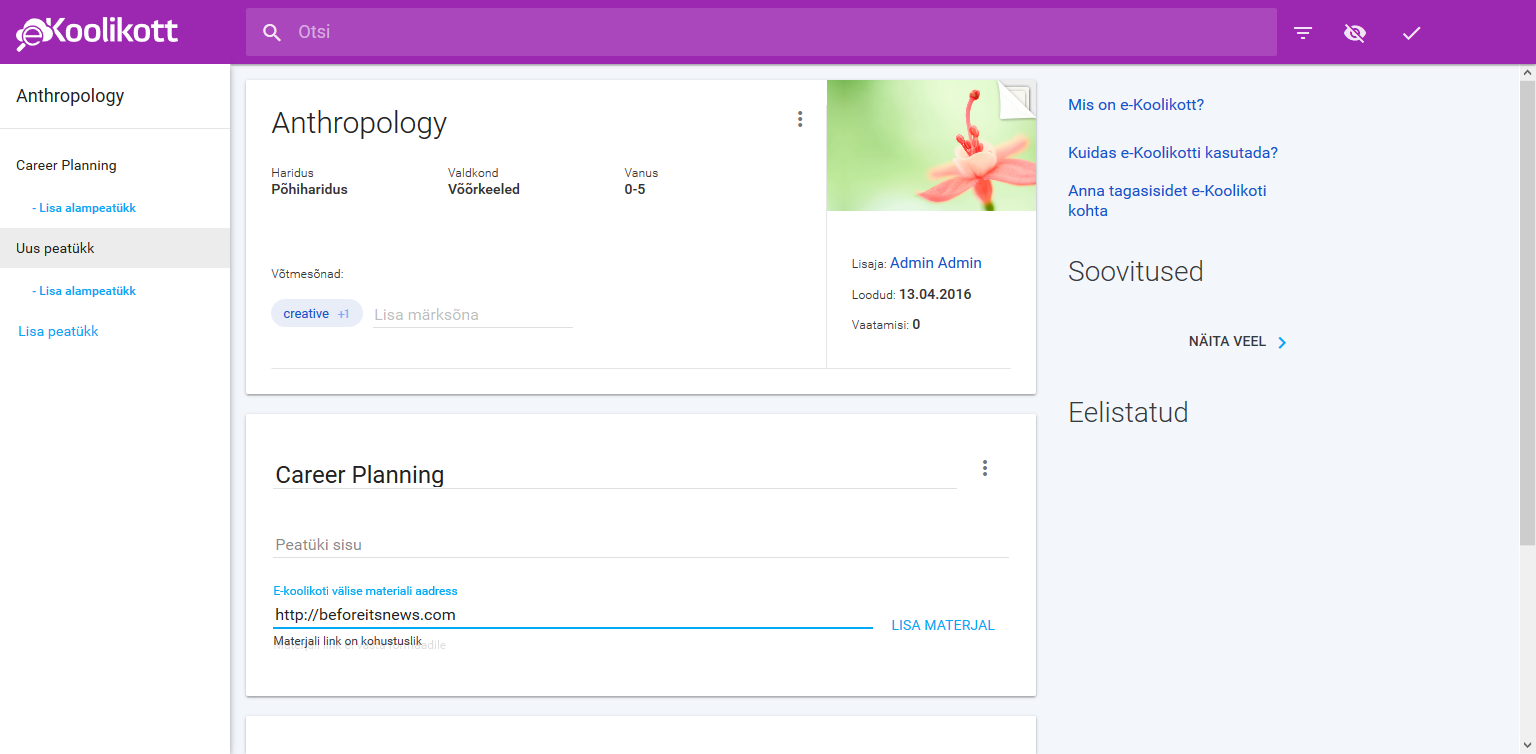 eKoolikott
Otsi
Anthropology
Career Planning
- Lisa alampeatükk
Uus peatükk
- Lisa alampeatükk
Lisa peatükk
Anthropology
Haridus
Põhiharidus
Valdkond
Võõrkeeled
Vanus
0-5
Võtmesõnad:
creative +1
Lisa märksõna
Lisaja: Admin Admin
Loodud: 13.04.2016
Vaatamisi: 0
Career Planning
Peatüki sisu
E-koolikoti välise materiali aadress
http://beforeitsnews.com
LISA MATERJAL
Materjali link on kohustuslik
Mis on e-Koolikott?
Kuidas e-Koolikotti kasutada?
Anna tagasisidet e-Koolikoti
kohta
Soovitused
NÄITA VEEL
Eelistatud